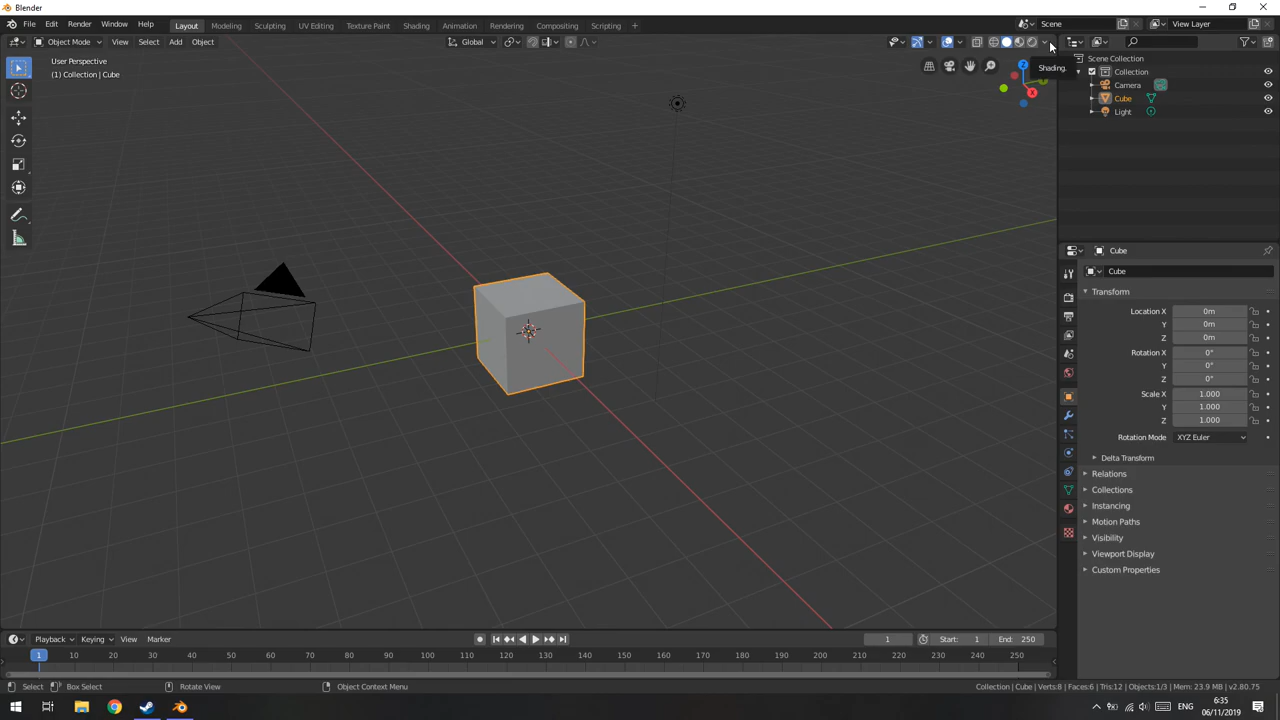 Blender
File Edit Render Window Help Layout Modeling Sculpting UV Editing Texture Paint Shading Animation Rendering Compositing Scripting + Scene View Layer
Object Mode View Select Add Object Global
User Perspective
(1) Collection | Cube
Z
X
Shading.
Scene Collection
Collection
Camera
Cube
Light
Cube
Cube
Transform
Location X 0m
Y 0m
Z 0m
Rotation X 0°
Y 0°
Z 0°
Scale X 1.000
Y 1.000
Z 1.000
Rotation Mode XYZ Euler
Delta Transform
Relations
Collections
Instancing
Motion Paths
Visibility
Viewport Display
Custom Properties
Playback Keying View Marker 1 Start: 1 End: 250
1 10 20 30 40 50 60 70 80 90 100 110 120 130 140 150 160 170 180 190 200 210 220 230 240 250
Select Box Select Rotate View Object Context Menu Collection | Cube | Verts:8 | Faces:6 | Tris:12 | Objects:1/3 | Mem: 23.9 MB | v2.80.75
ENG 6:35
06/11/2019